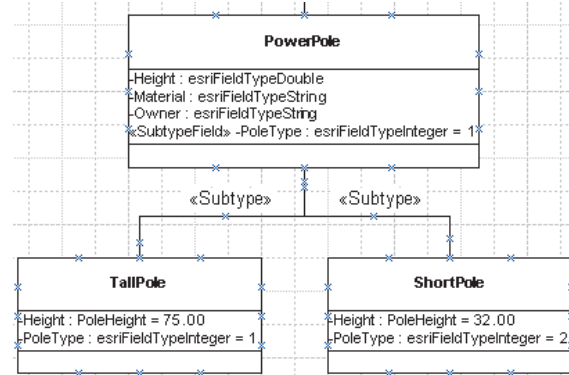 PowerPole
-Height : esriFieldTypeDouble
-Material : esriFieldTypeString
-Owner : esriFieldTypeString
«SubtypeField» -PoleType : esriFieldTypeInteger = 1
«Subtype» «Subtype»
TallPole
-Height : PoleHeight = 75.00
-PoleType : esriFieldTypeInteger = 1
ShortPole
-Height : PoleHeight = 32.00
-PoleType : esriFieldTypeInteger = 2